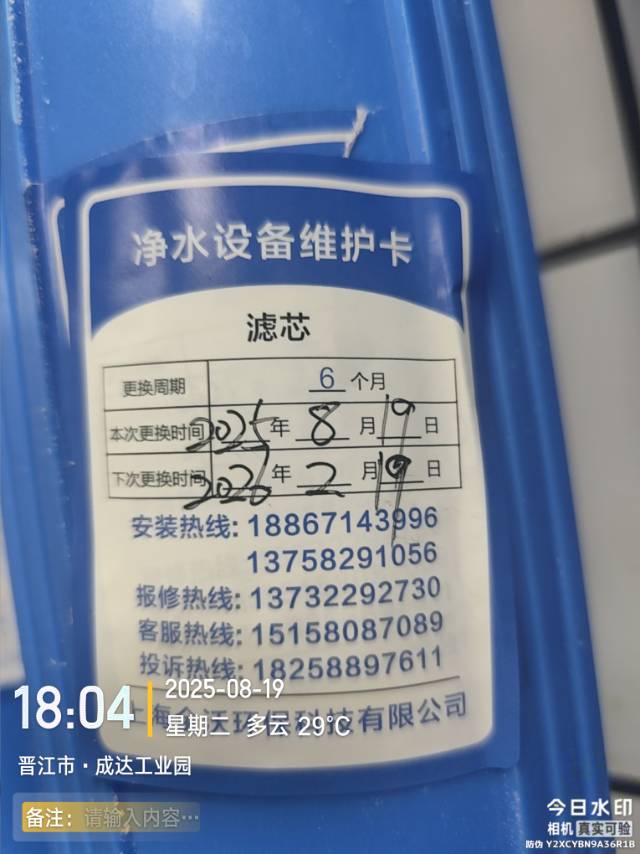 净水设备维护卡
滤芯
更换周期 6 个月
本次更换时间 2025 年 8 月 19 日
下次更换时间 2026 年 2 月 19 日
安装热线: 18867143996
13758291056
报修热线: 13732292730
客服热线: 15158087089
投诉热线: 18258897611
环保科技有限公司
18:04
2025-08-19
星期二 多云 29℃
晋江市·成达工业园
备注: 请输入内容…
今日水印
相机 真实可验
防伪 Y2XCYBN9A36R1B